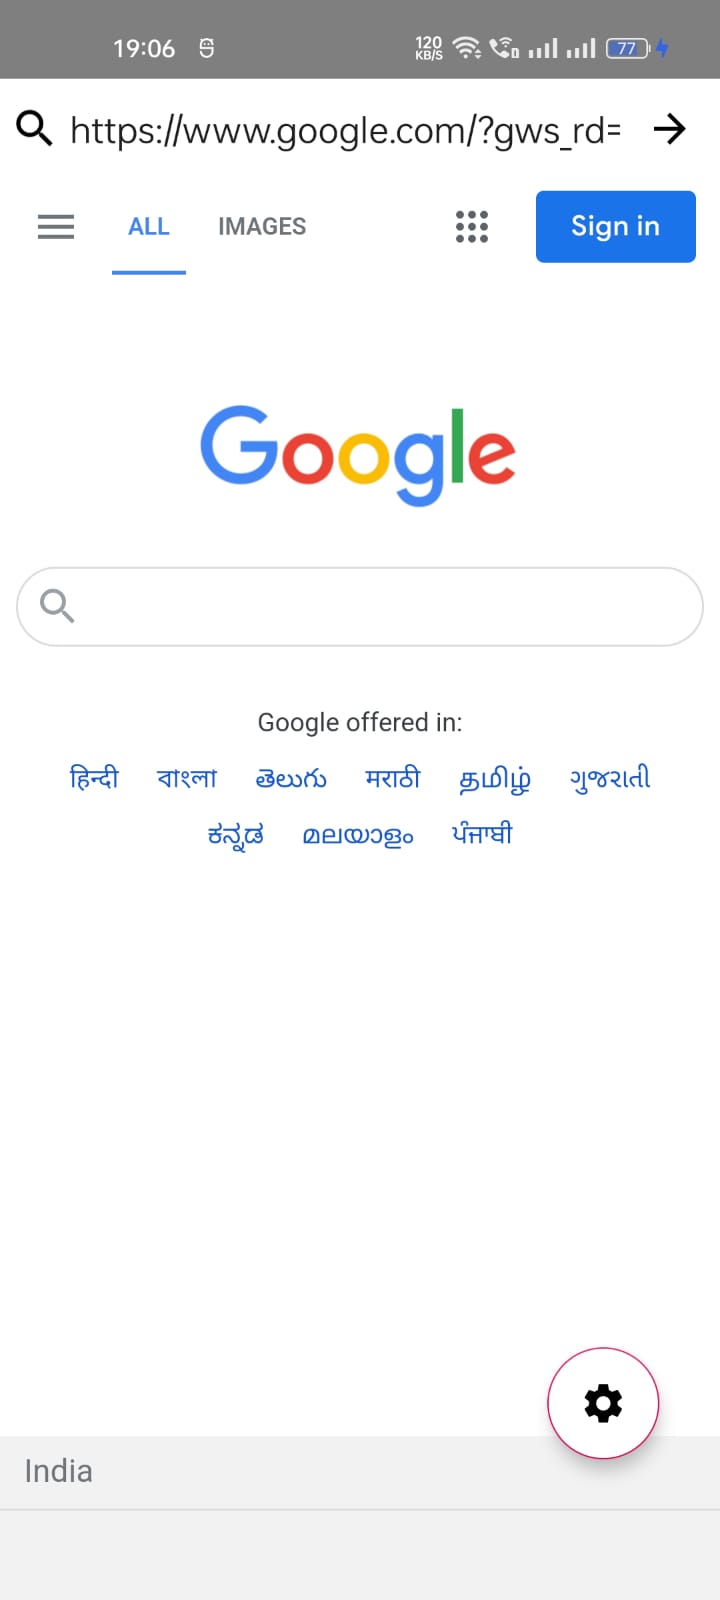 19:06 120 KB/S 77
https://www.google.com/?gws_rd=
ALL IMAGES Sign in
Google
Google offered in:
हिन्दी বাংলা తెలుగు मराठी தமிழ் ગુજરાતી
ಕನ್ನಡ മലയാളം ਪੰਜਾਬੀ
India